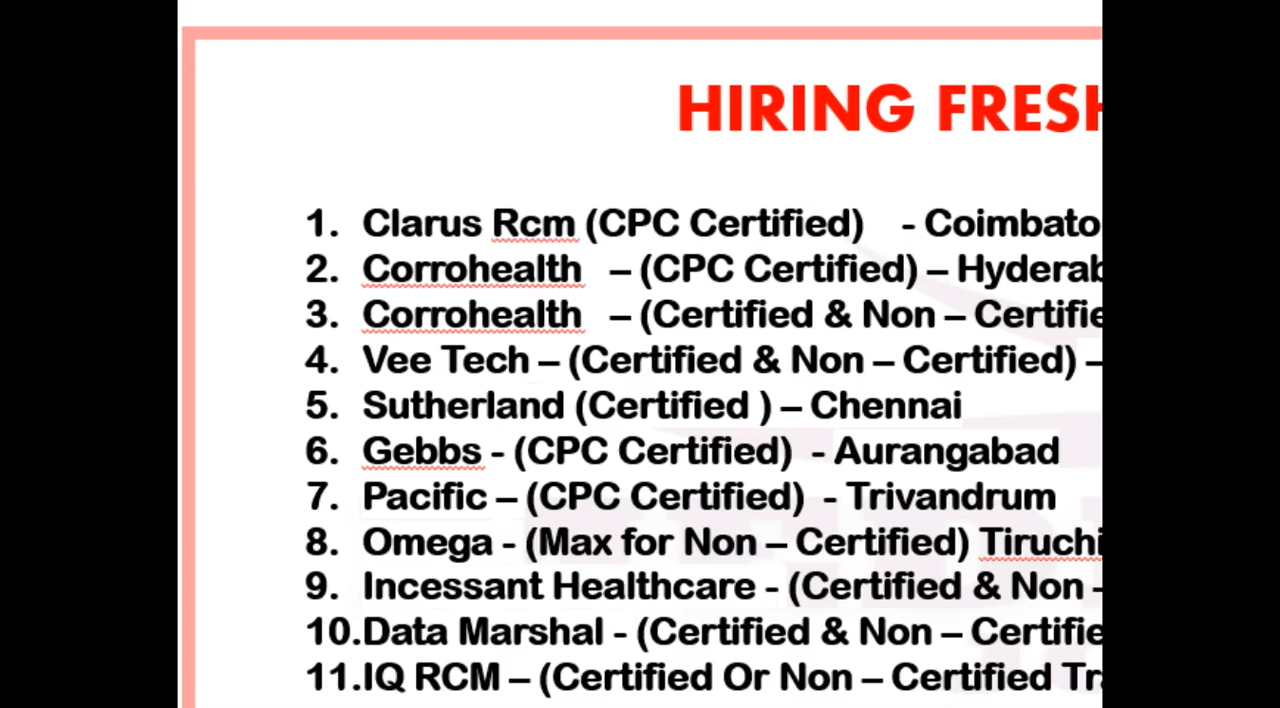 HIRING FRESH
1. Clarus Rcm (CPC Certified) - Coimbato
2. Corrohealth – (CPC Certified) – Hyderab
3. Corrohealth – (Certified & Non – Certifie
4. Vee Tech – (Certified & Non – Certified) –
5. Sutherland (Certified ) – Chennai
6. Gebbs - (CPC Certified) - Aurangabad
7. Pacific – (CPC Certified) - Trivandrum
8. Omega - (Max for Non – Certified) Tiruchi
9. Incessant Healthcare - (Certified & Non -
10.Data Marshal - (Certified & Non – Certifie
11.IQ RCM – (Certified Or Non – Certified Tra